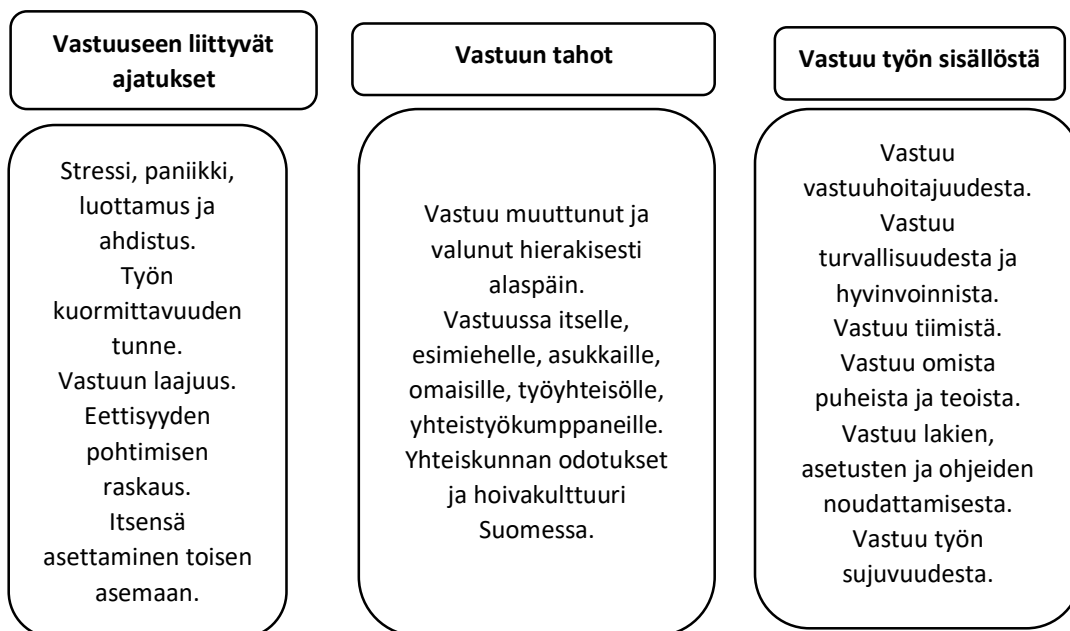 Vastuuseen liittyvät
ajatukset
Stressi, paniikki,
luottamus ja
ahdistus.
Työn
kuormittavuuden
tunne.
Vastuun laajuus.
Eettisyyden
pohtimisen
raskaus.
Itsensä
asettaminen toisen
asemaan.
Vastuun tahot
Vastuu muuttunut ja
valunut hierakisesti
alaspäin.
Vastuussa itselle,
esimiehelle, asukkaille,
omaisille, työyhteisölle,
yhteistyökumppaneille.
Yhteiskunnan odotukset
ja hoivakulttuuri
Suomessa.
Vastuu työn sisällöstä
Vastuu
vastuuhoitajuudesta.
Vastuu
turvallisuudesta ja
hyvinvoinnista.
Vastuu tiimistä.
Vastuu omista
puheista ja teoista.
Vastuu lakien,
asetusten ja ohjeiden
noudattamisesta.
Vastuu työn
sujuvuudesta.